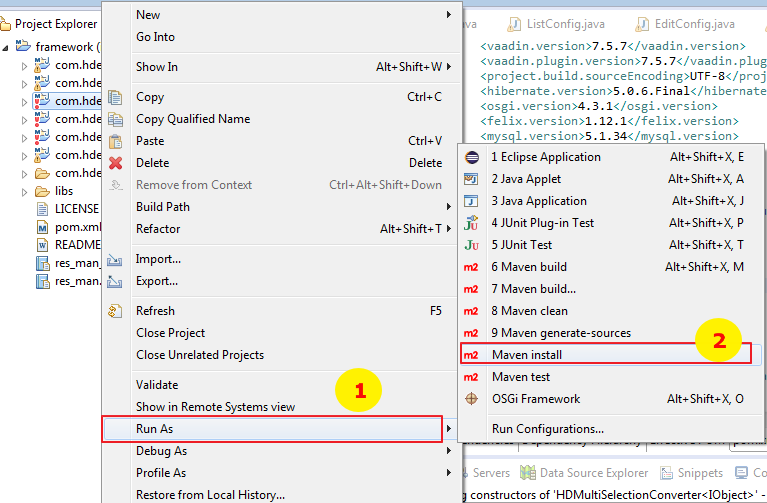 Project Explorer
framework (
com.hde
com.hde
com.hde
com.hde
com.hde
com.hde
com.hde
libs
LICENSE
pom.xml
README
res_man_
res_man.
New
Go Into
Show In Alt+Shift+W
Copy Ctrl+C
Copy Qualified Name
Paste Ctrl+V
Delete Delete
Remove from Context Ctrl+Alt+Shift+Down
Build Path
Refactor Alt+Shift+T
Import...
Export...
Refresh F5
Close Project
Close Unrelated Projects
Validate
1
Show in Remote Systems view
Run As
Debug As
Profile As
Restore from Local History...
va ListConfig.java EditConfig.java
<vaadin.version>7.5.7</vaadin.version>
<vaadin.plugin.version>7.5.7</vaadin.plug
<project.build.sourceEncoding>UTF-8</proj
<hibernate.version>5.0.6.Final</hibernate
<osgi.version>4.3.1</osgi.version>
<felix.version>1.12.1</felix.version>
<mysql.version>5.1.34</mysql.version>
1 Eclipse Application Alt+Shift+X, E
2 Java Applet Alt+Shift+X, A
3 Java Application Alt+Shift+X, J
4 JUnit Plug-in Test Alt+Shift+X, P
5 JUnit Test Alt+Shift+X, T
6 Maven build Alt+Shift+X, M
7 Maven build...
8 Maven clean
9 Maven generate-sources
2
Maven install
Maven test
OSGi Framework Alt+Shift+X, O
Run Configurations...
Servers Data Source Explorer Snippets Co
g constructors of 'HDMultiSelectionConverter<IObject>' -